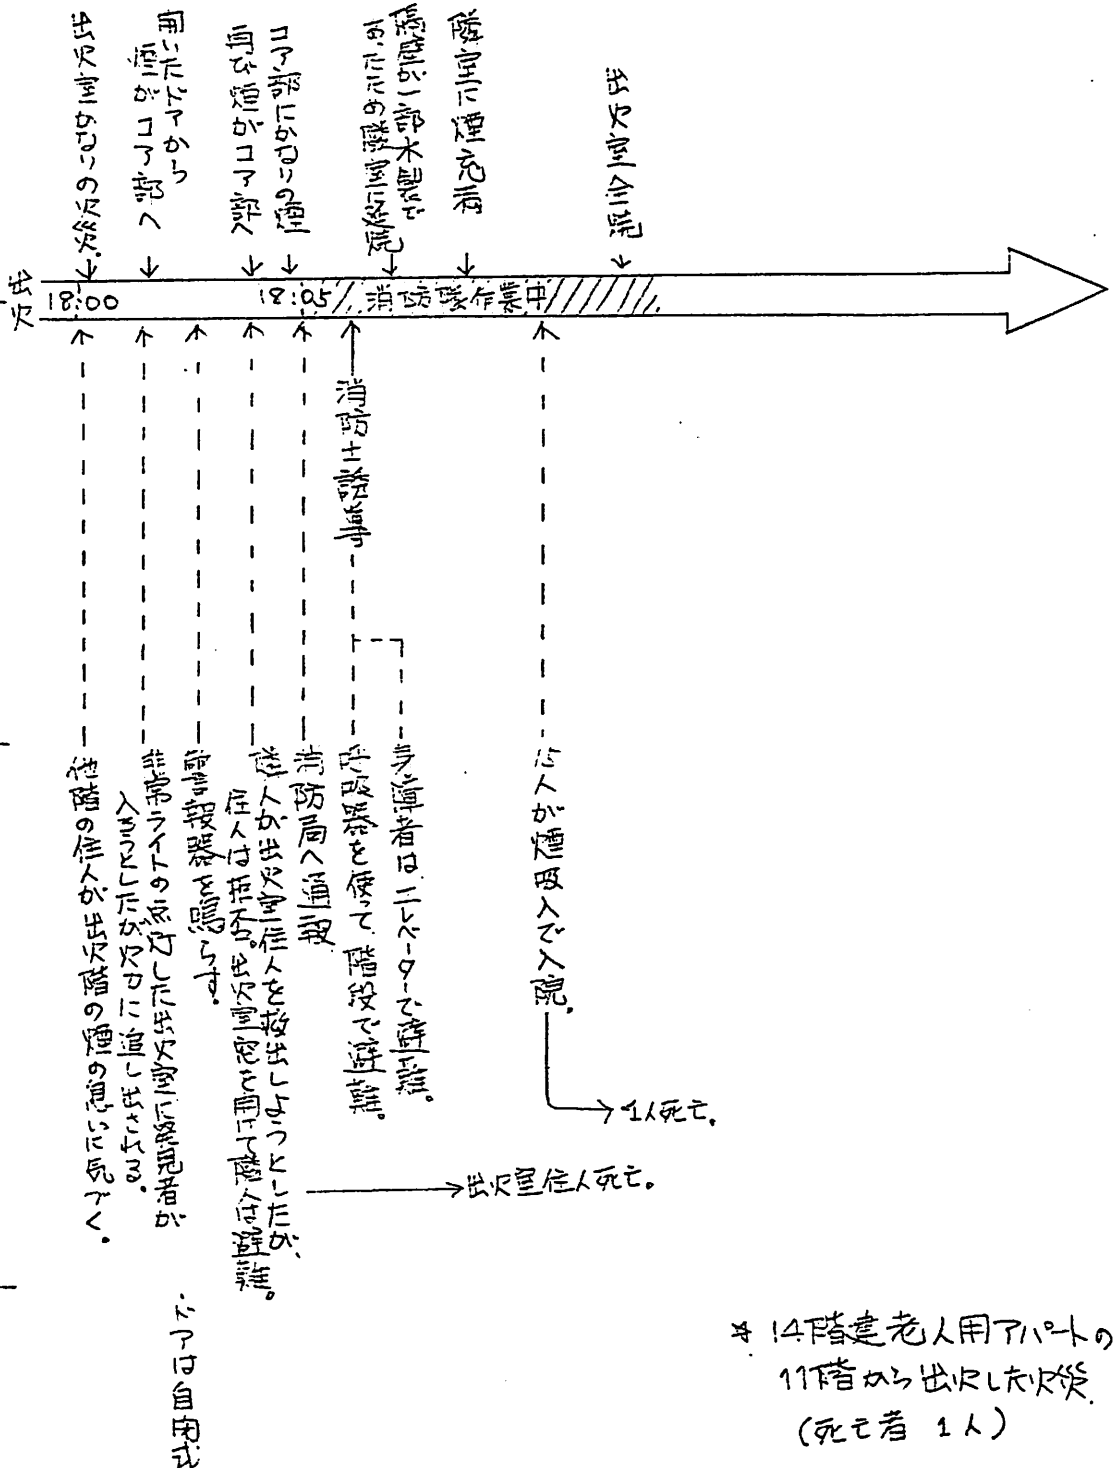 出火室かなりの火災.
開いたドアから
煙がコア部へ
再び煙がコア部へ
コア部にかなりの煙
隔壁が一部木製で
あったため隣室に延焼
隣室に煙充満
出火室全焼
出火
18:00
18:05
消防隊作業中
消防士誘導
他階の住人が出火階の煙の臭いに気づく.
非常ライトの点灯した出火室に発見者が
入ろうとしたが火力に追し出される.
警報器を鳴らす.
隣人が出火室住人を救出しようとしたが、
住人は拒否。出火室窓を開けて隣人は避難。
消防局へ通報
呼吸器を使って階段で避難。
身障者はエレベーターで避難。
15人が煙吸入で入院.
→ 1人死亡.
→ 出火室住人死亡.
ドアは自閉式
* 14階建老人用アパートの
11階から出火した火災.
(死亡者 1人)